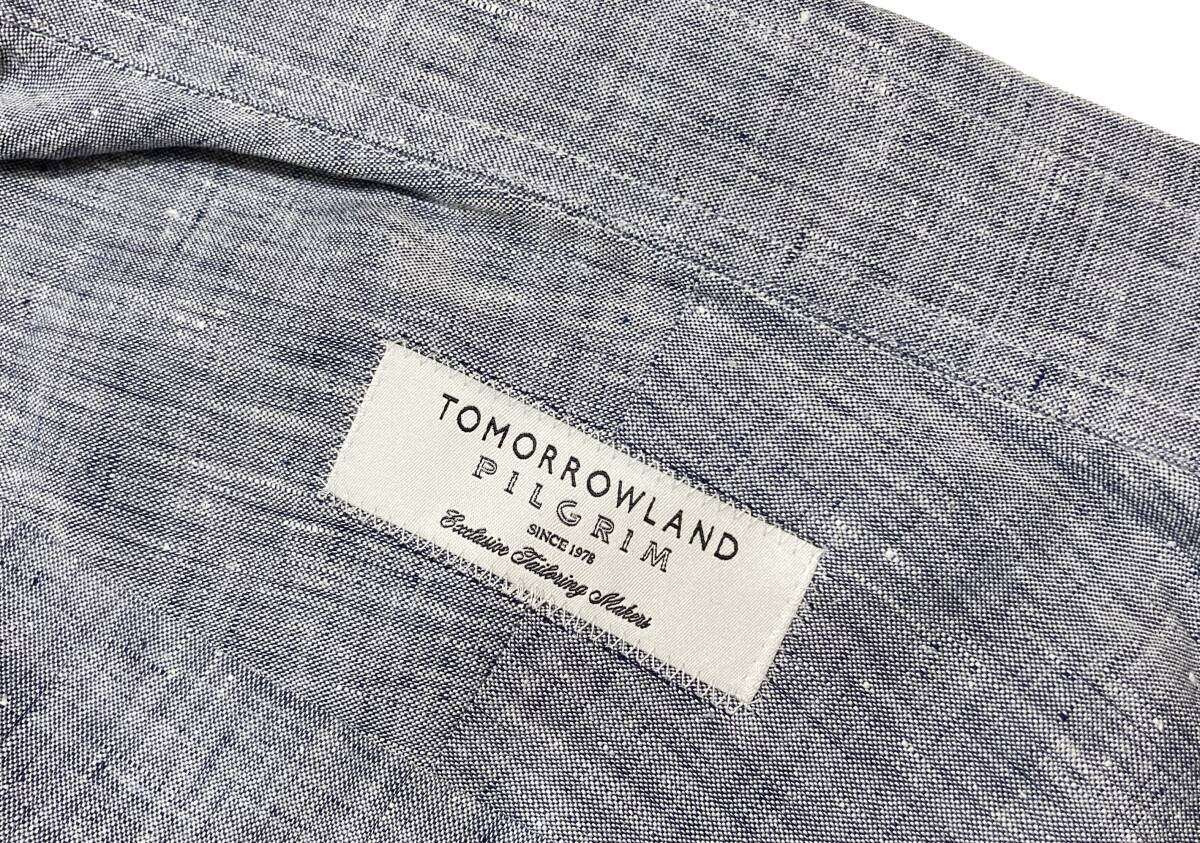 TOMORROWLAND
PILGRIM
SINCE 1978
Exclusive Tailoring Makers